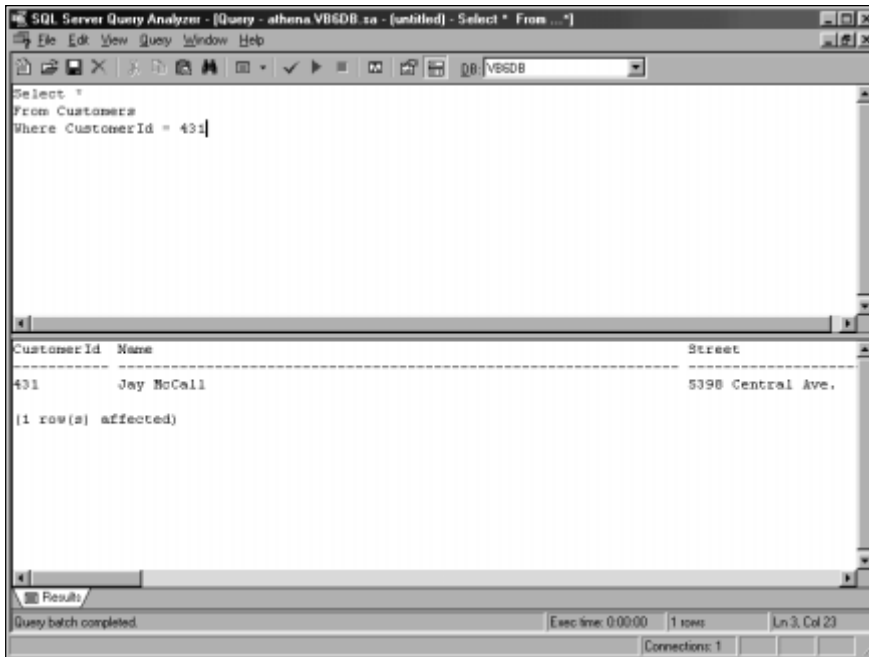 SQL Server Query Analyzer - [Query - athena.VB6DB.sa - (untitled) - Select * From ...*]
File Edit View Query Window Help
DB: VB6DB
Select *
From Customers
Where CustomerId = 431
CustomerId Name Street
----------- -------------------------------------------------------------- -------------------
431 Jay McCall 5398 Central Ave.
(1 row(s) affected)
Results
Query batch completed. Exec time: 0:00:00 1 rows Ln 3, Col 23
Connections: 1